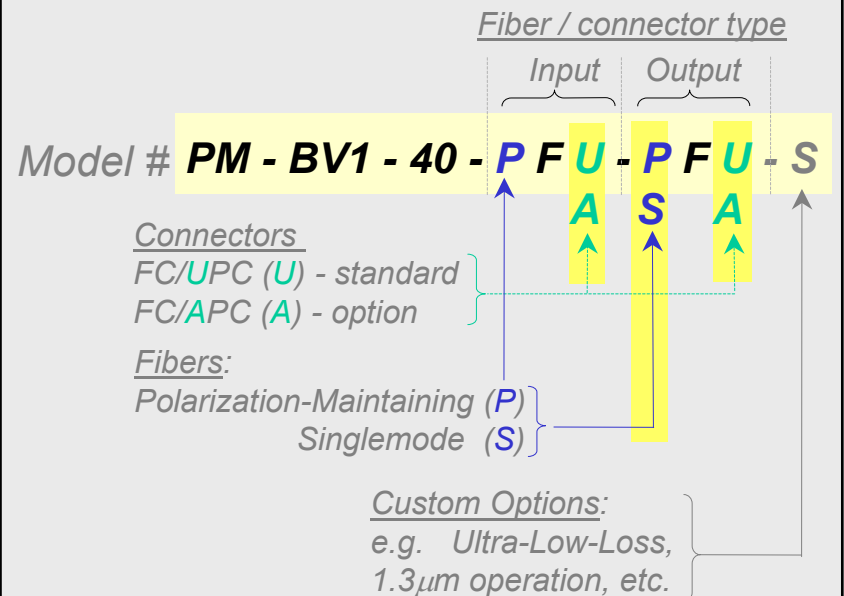 Fiber / connector type
Input Output
Model # PM - BV1 - 40 - P F U - P F U - S
A S A
Connectors
FC/UPC (U) - standard
FC/APC (A) - option
Fibers:
Polarization-Maintaining (P)
Singlemode (S)
Custom Options:
e.g. Ultra-Low-Loss,
1.3μm operation, etc.